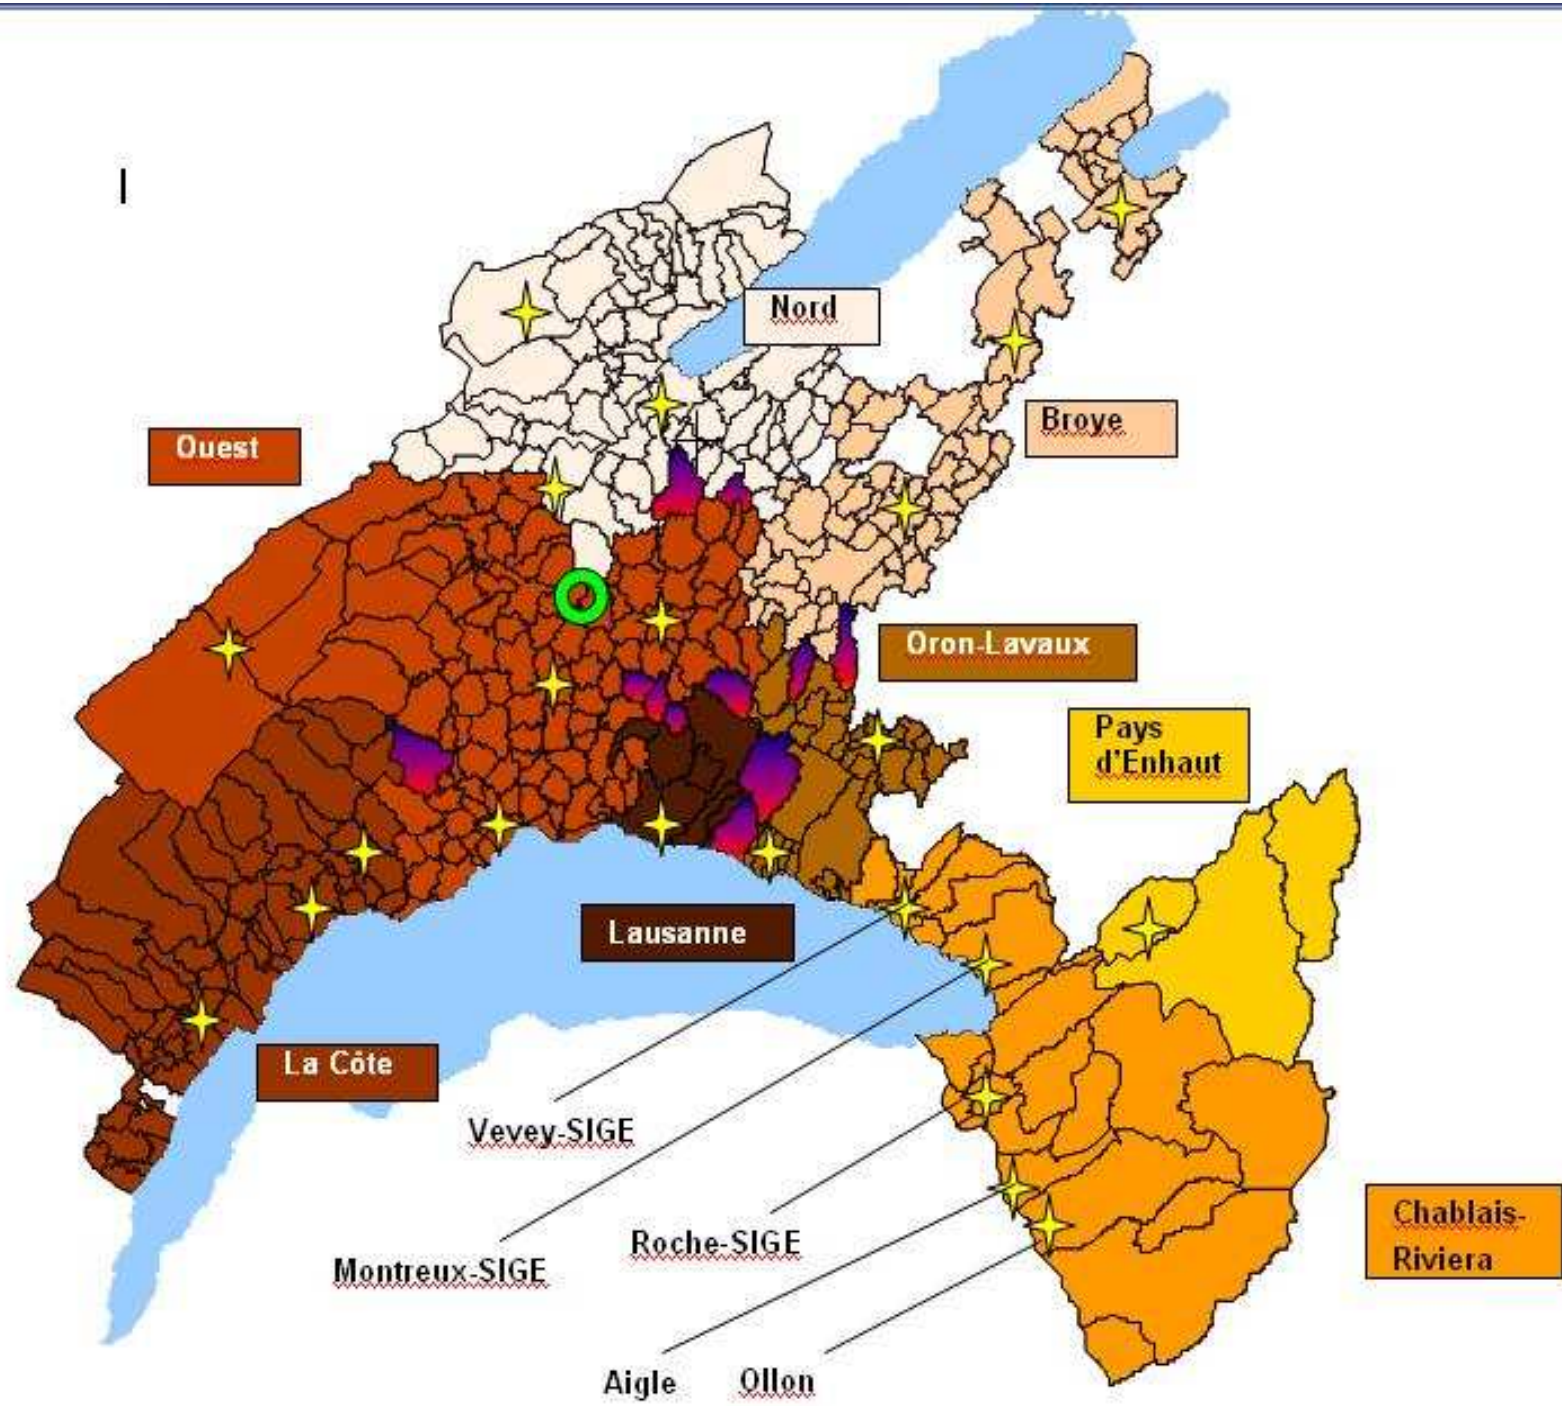 |
Nord
Broye
Ouest
Oron-Lavaux
Pays
d'Enhaut
Lausanne
La Côte
Vevey-SIGE
Montreux-SIGE
Roche-SIGE
Chablais-
Riviera
Aigle
Ollon